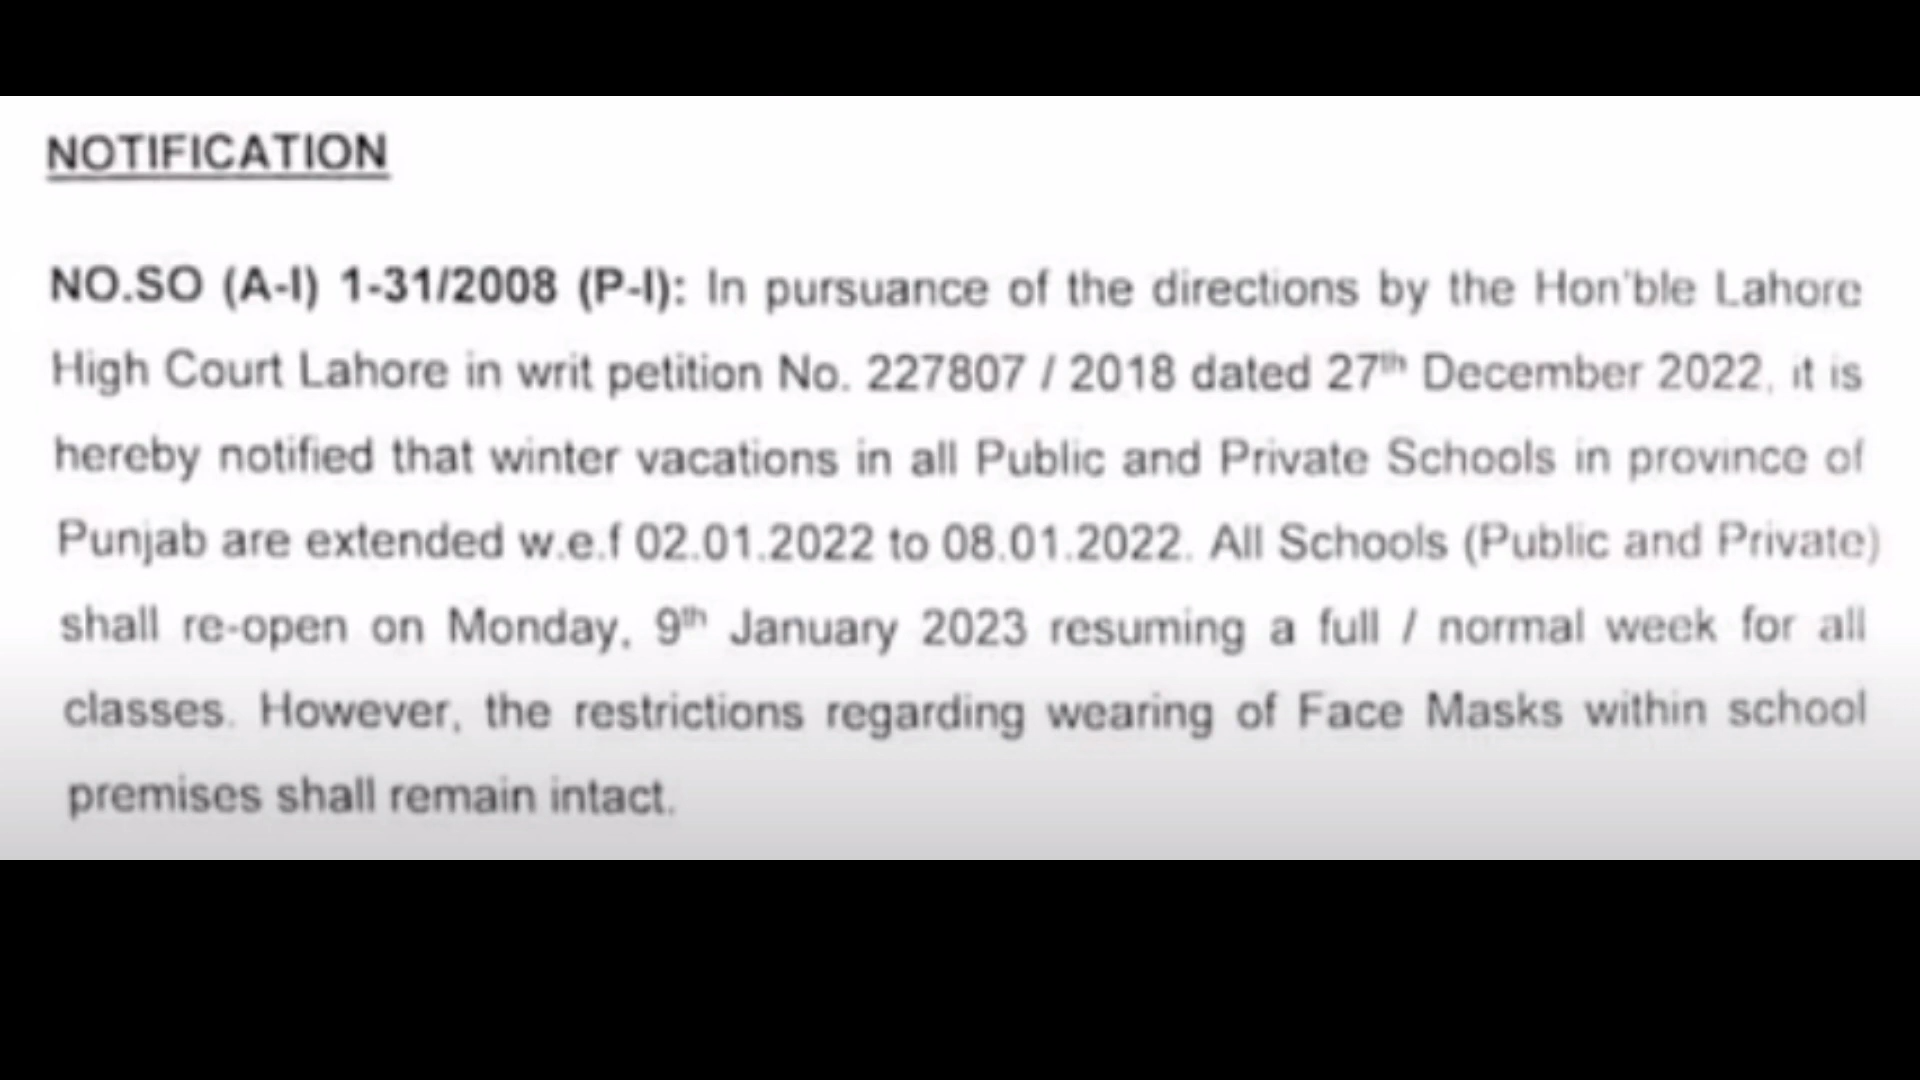 NOTIFICATION
NO.SO (A-I) 1-31/2008 (P-I): In pursuance of the directions by the Hon'ble Lahore
High Court Lahore in writ petition No. 227807 / 2018 dated 27th December 2022, it is
hereby notified that winter vacations in all Public and Private Schools in province of
Punjab are extended w.e.f 02.01.2022 to 08.01.2022. All Schools (Public and Private)
shall re-open on Monday, 9th January 2023 resuming a full / normal week for all
classes. However, the restrictions regarding wearing of Face Masks within school
premises shall remain intact.